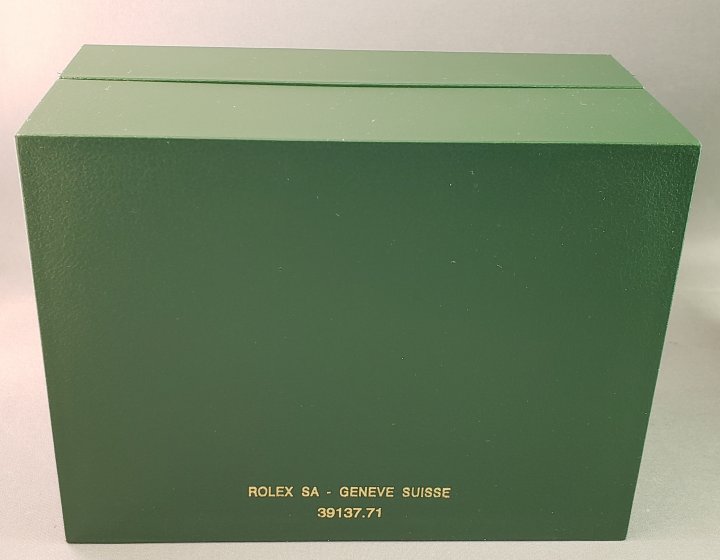 ROLEX SA - GENEVE SUISSE
39137.71